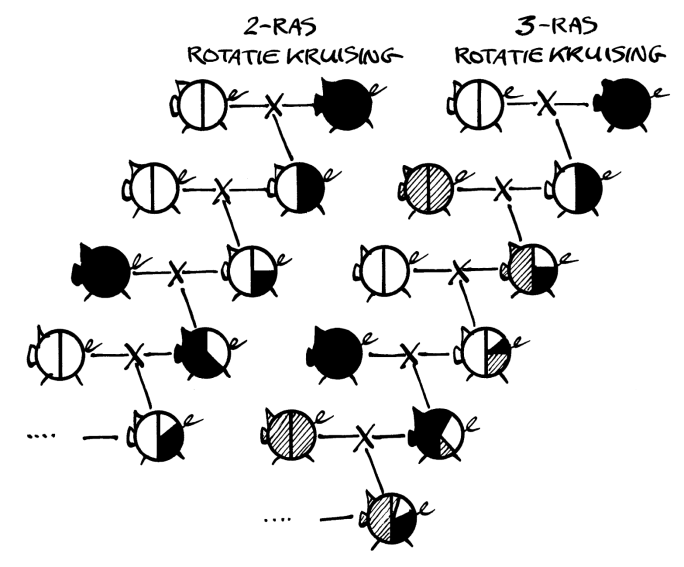 2-RAS
ROTATIE KRUISING
3-RAS
ROTATIE KRUISING
X X
X X
X X
X X
.... X
....